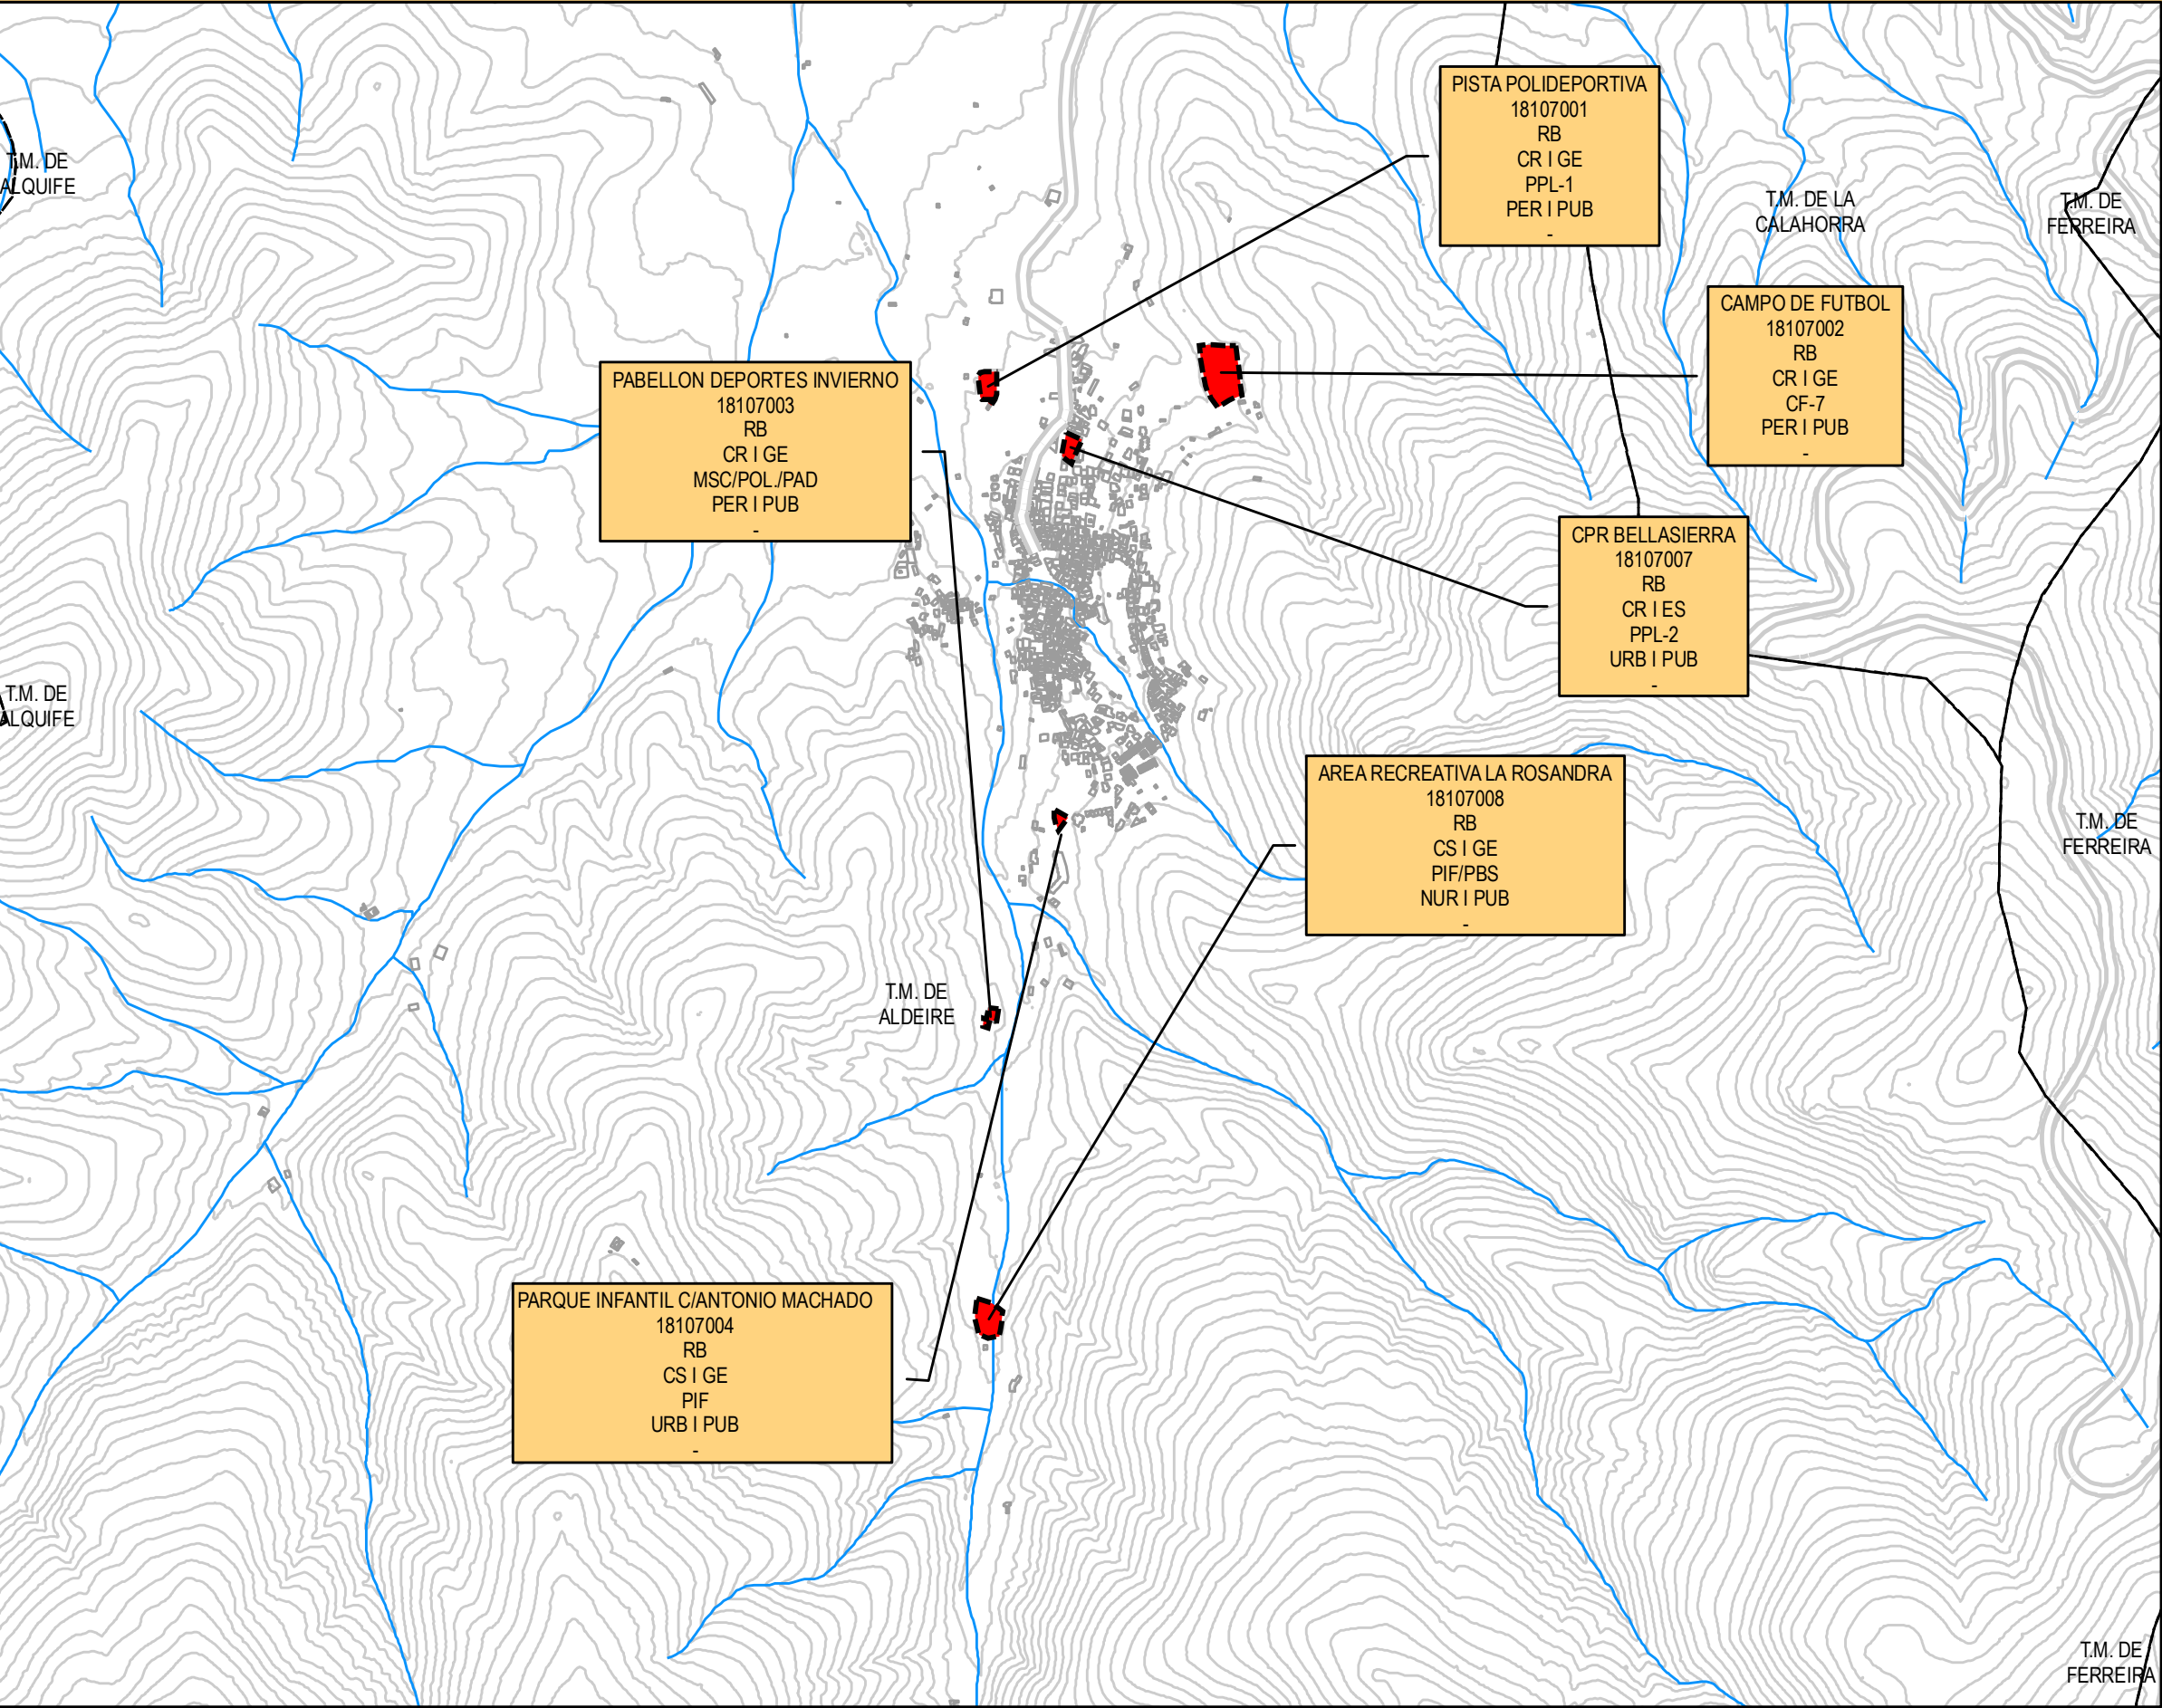 PISTA POLIDEPORTIVA
18107001
RB
CR I GE
PPL-1
PER I PUB
-
T.M. DE
ALQUIFE
T.M. DE LA
CALAHORRA
T.M. DE
FERREIRA
CAMPO DE FUTBOL
18107002
RB
CR I GE
CF-7
PER I PUB
-
PABELLON DEPORTES INVIERNO
18107003
RB
CR I GE
MSC/POL./PAD
PER I PUB
-
CPR BELLASIERRA
18107007
RB
CR I ES
PPL-2
URB I PUB
-
T.M. DE
ALQUIFE
AREA RECREATIVA LA ROSANDRA
18107008
RB
CS I GE
PIF/PBS
NUR I PUB
-
T.M. DE
FERREIRA
T.M. DE
ALDEIRE
PARQUE INFANTIL C/ANTONIO MACHADO
18107004
RB
CS I GE
PIF
URB I PUB
-
T.M. DE
FERREIRA